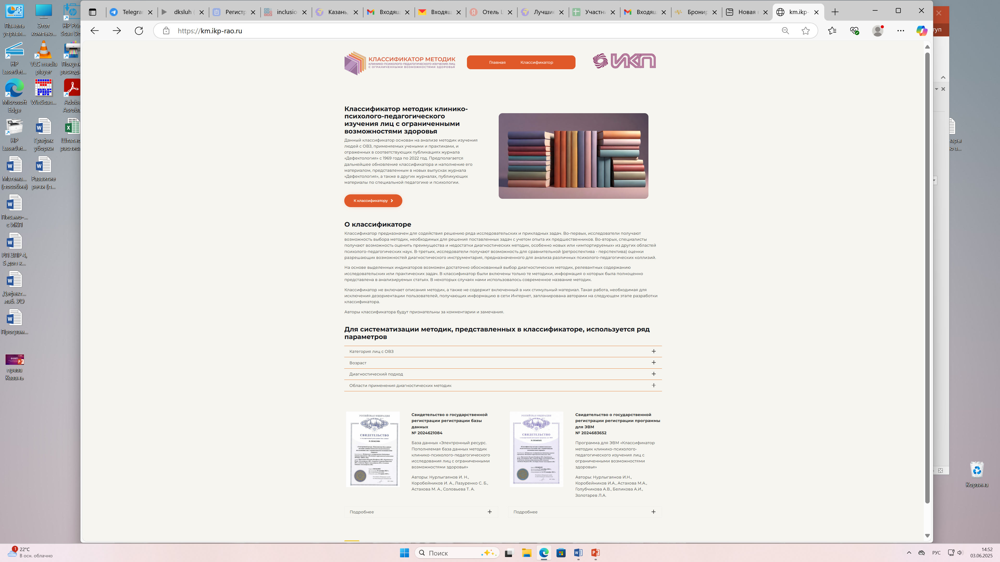 Telegrar
dksluh (
Регистр
inclusio
Казань,
Входящ
Входящ
Отель L
Лучшие
Участни
Входящ
Бронир
Новая в
km.ikp-
https://km.ikp-rao.ru
туп
Панель
управл...
Этот
компью...
HP Prin
Scan Do
HP
LaserJet...
VLC media
player
Покупк
расходн
Microsoft
Edge
WinScan...
Adobe
Acroba
HP
LaserJet...
График
уборки
Штатно
расписа
Матема...
(пособие)
Развитие
речи (п...
Письмо-...
с ИКП
РП ЗПР 4,
5 доп к...
Дефект...
лаб. УО
Програм...
преза
Казань
нары
ю з...
Корзина
КЛАССИФИКАТОР МЕТОДИК
КЛИНИКО-ПСИХОЛОГО-ПЕДАГОГИЧЕСКОГО ИЗУЧЕНИЯ ЛИЦ
С ОГРАНИЧЕННЫМИ ВОЗМОЖНОСТЯМИ ЗДОРОВЬЯ
Главная
Классификатор
ИКП
Классификатор методик клинико-
психолого-педагогического
изучения лиц с ограниченными
возможностями здоровья
Данный классификатор основан на анализе методик изучения
людей с ОВЗ, применяемых учеными и практиками, и
отраженных в соответствующих публикациях журнала
«Дефектология» с 1969 года по 2022 год. Предполагается
дальнейшее обновление классификатора и наполнение его
материалом, представленным в новых выпусках журнала
«Дефектология», а также в других журналах, публикующих
материалы по специальной педагогике и психологии.
К классификатору
О классификаторе
Классификатор предназначен для содействия решению ряда исследовательских и прикладных задач. Во-первых, исследователи получают
возможность выбора методик, необходимых для решения поставленных задач с учетом опыта их предшественников. Во-вторых, специалисты
получают возможность оценить преимущества и недостатки диагностических методик, особенно новых или «импортируемых» из других областей
психолого-педагогических наук. В-третьих, исследователи получают возможность для сравнительной (ретроспектива - перспектива) оценки
разрешающих возможностей диагностического инструментария, предназначенного для анализа различных психолого-педагогических коллизий.
На основе выделенных индикаторов возможен достаточно обоснованный выбор диагностических методик, релевантных содержанию
исследовательских или практических задач. В классификатор были включены только те методики, информация о которых была полноценно
представлена в анализируемых статьях. В некоторых случаях нами использовалось современное название методик.
Классификатор не включает описания методик, а также не содержит включенный в них стимульный материал. Такая работа, необходимая для
исключения дезориентации пользователей, получающих информацию в сети Интернет, запланирована авторами на следующем этапе разработки
классификатора.
Авторы классификатора будут признательны за комментарии и замечания.
Для систематизации методик, представленных в классификаторе, используется ряд
параметров
Категория лиц с ОВЗ
Возраст
Диагностический подход
Области применения диагностических методик
РОССИЙСКАЯ ФЕДЕРАЦИЯ
СВИДЕТЕЛЬСТВО
№ 2024621084
Свидетельство о государственной
регистрации регистрации базы
данных
№ 2024621084
База данных «Электронный ресурс.
Пополняемая база данных методик
клинико-психолого-педагогического
исследования лиц с ограниченными
возможностями здоровья»
Авторы: Нурлыгаянов И. Н.,
Коробейников И. А., Лазуренко С. Б.,
Астахова М. А., Соловьева Т. А.
Подробнее
РОССИЙСКАЯ ФЕДЕРАЦИЯ
СВИДЕТЕЛЬСТВО
№ 2024683652
Свидетельство о государственной
регистрации регистрации программы
для ЭВМ
№ 2024683652
Программа для ЭВМ «Классификатор
методик клинико-психолого-
педагогического изучения лиц с
ограниченными возможностями
здоровья»
Авторы: Нурлыгаянов И.Н.,
Коробейников И.А., Астахова М.А.,
Голубчикова А.В., Беликова А.И.,
Золотарев Л.А.
Подробнее
1
22°C
В осн. облачно
Поиск
РУС
14:52
03.06.2025